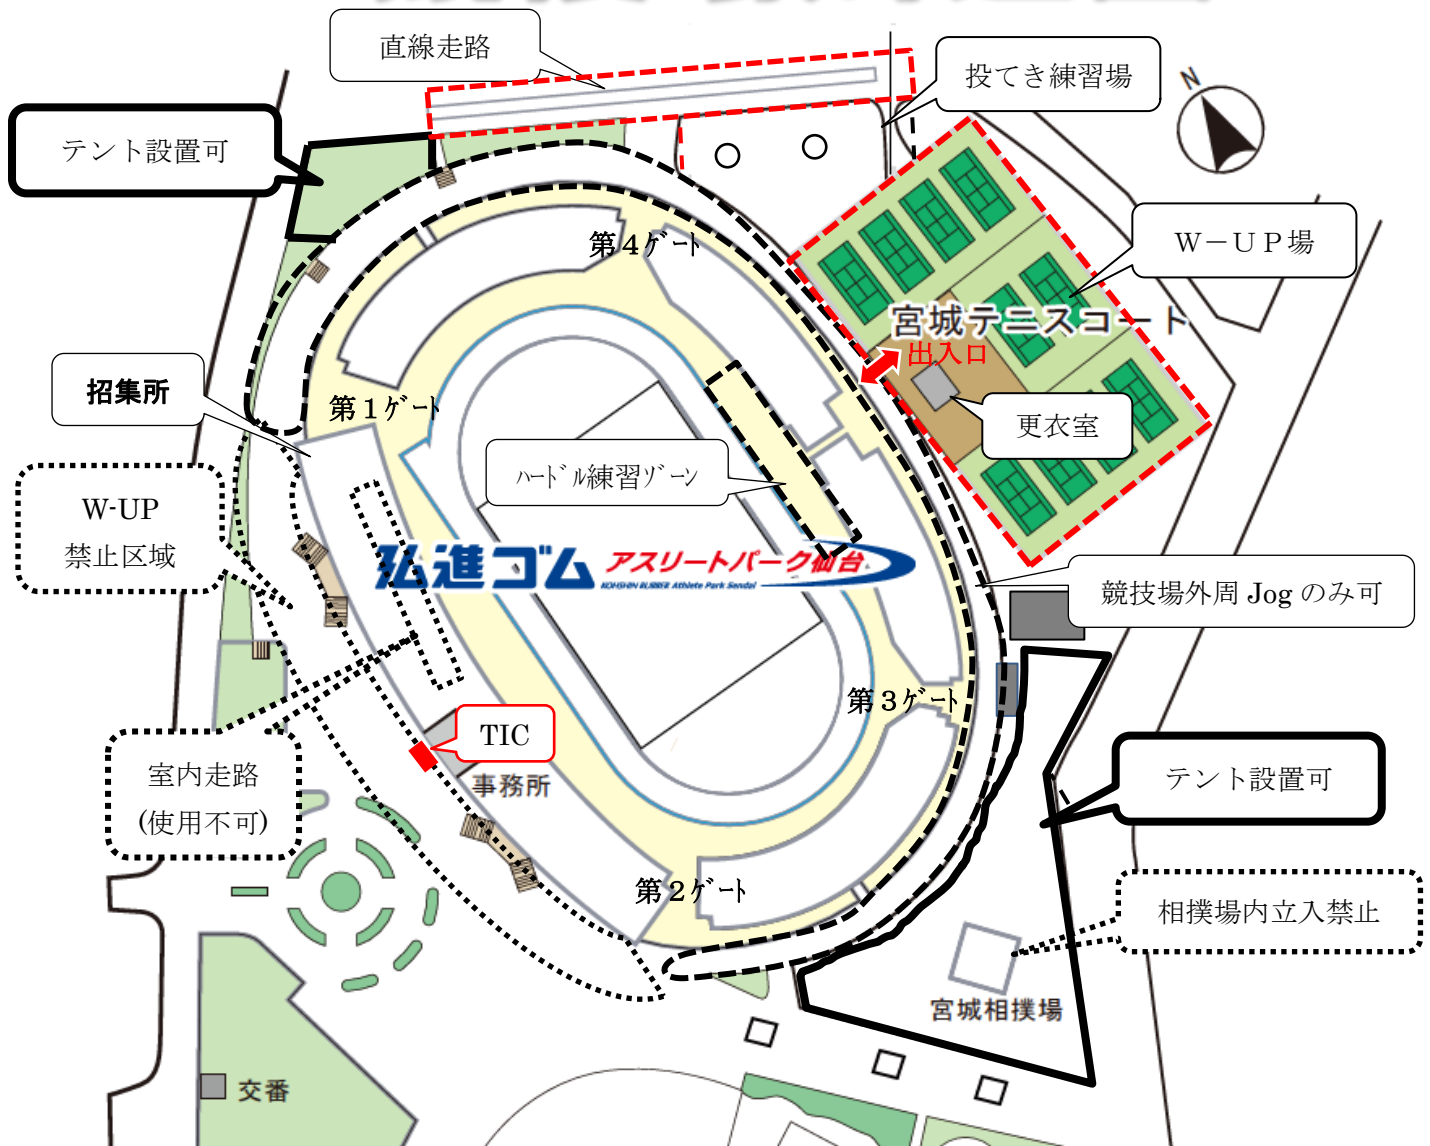 直線走路
投てき練習場
N
テント設置可
W－UP場
第4ゲート
宮城テニスコート
出入口
招集所
第1ゲート
更衣室
ハードル練習ゾーン
W-UP
禁止区域
弘進ゴム アスリートパーク仙台
KOHSHIN RUBBER Athlete Park Sendai
競技場外周 Jog のみ可
第3ゲート
TIC
室内走路
(使用不可)
事務所
テント設置可
第2ゲート
相撲場内立入禁止
宮城相撲場
交番